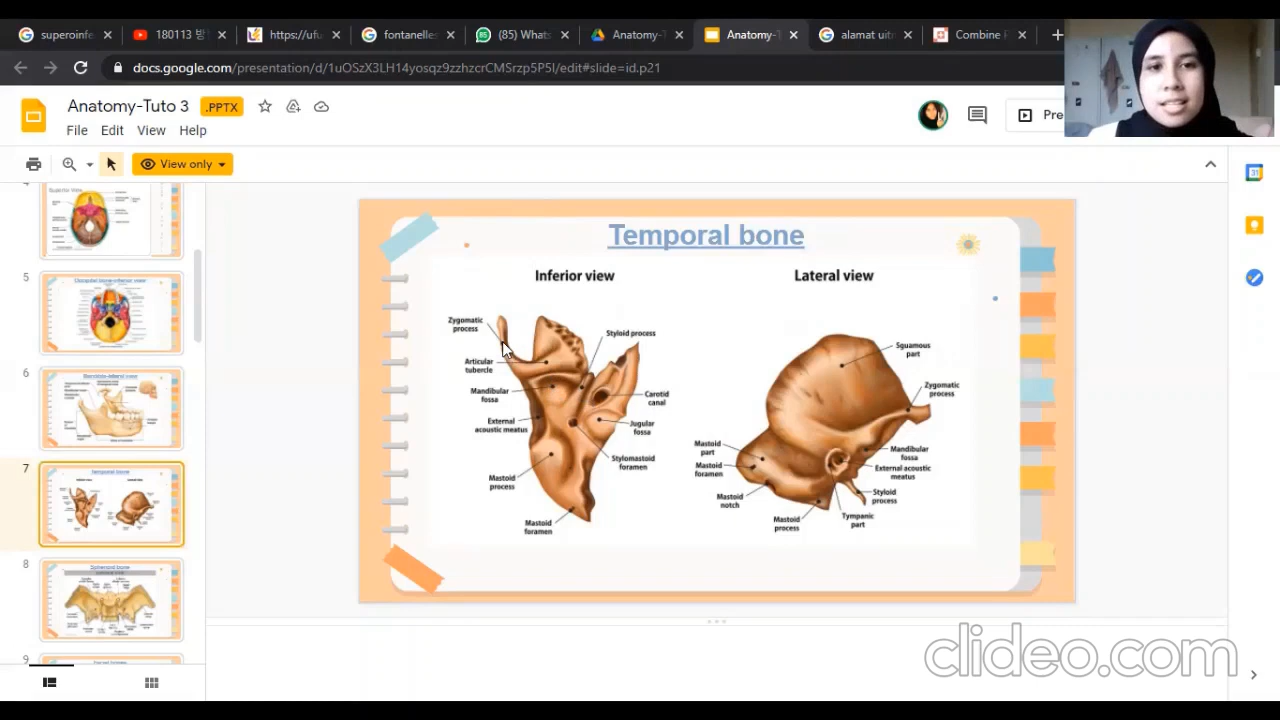 superoinfe
180113
https://ufu
fontanelles
(85) Whats
Anatomy-T
Anatomy-T
alamat uitm
Combine
docs.google.com/presentation/d/
edit#slide=id.p21
Anatomy-Tuto 3
.PPTX
File
Edit
View
Help
Pre
View only
5
6
7
8
9
Temporal bone
Inferior view
Lateral view
Zygomatic
process
Articular
tubercle
Mandibular
fossa
External
acoustic meatus
Mastoid
process
Mastoid
foramen
Styloid process
Carotid
canal
Jugular
fossa
Stylomastoid
foramen
Squamous
part
Zygomatic
process
Mastoid
part
Mastoid
foramen
Mastoid
notch
Mastoid
process
Mandibular
fossa
External acoustic
meatus
Styloid
process
Tympanic
part
31
clideo.com